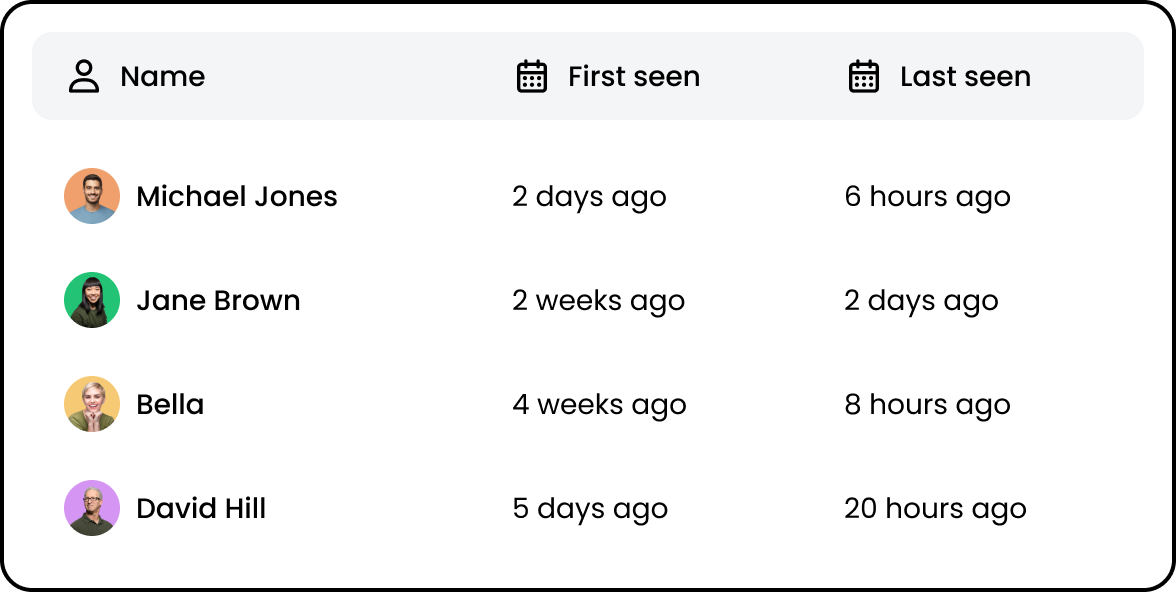 Name First seen Last seen
Michael Jones 2 days ago 6 hours ago
Jane Brown 2 weeks ago 2 days ago
Bella 4 weeks ago 8 hours ago
David Hill 5 days ago 20 hours ago